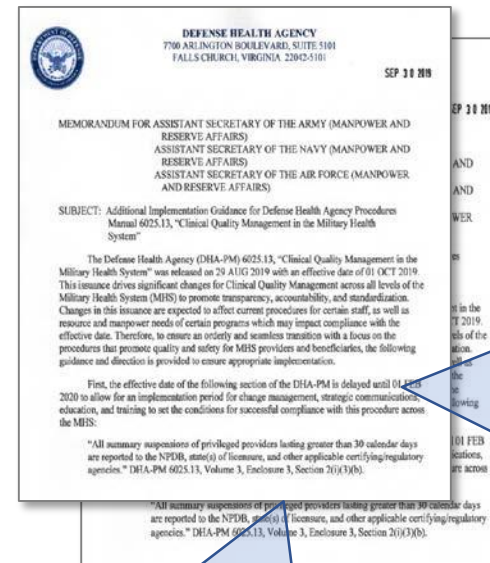 DEFENSE HEALTH AGENCY
7700 ARLINGTON BOULEVARD, SUITE 5101
FALLS CHURCH, VIRGINIA 22042-5101
SEP 30 2019
MEMORANDUM FOR ASSISTANT SECRETARY OF THE ARMY (MANPOWER AND
RESERVE AFFAIRS)
ASSISTANT SECRETARY OF THE NAVY (MANPOWER AND
RESERVE AFFAIRS)
ASSISTANT SECRETARY OF THE AIR FORCE (MANPOWER
AND RESERVE AFFAIRS)
SUBJECT: Additional Implementation Guidance for Defense Health Agency Procedures
Manual 6025.13, "Clinical Quality Management in the Military Health
System"
The Defense Health Agency (DHA-PM) 6025.13, "Clinical Quality Management in the
Military Health System" was released on 29 AUG 2019 with an effective date of 01 OCT 2019.
This issuance drives significant changes for Clinical Quality Management across all levels of the
Military Health System (MHS) to promote transparency, accountability, and standardization.
Changes in this issuance are expected to affect current procedures for certain staff, as well as
resource and manpower needs of certain programs which may impact compliance with the
effective date. Therefore, to ensure an orderly and seamless transition with a focus on the
procedures that promote quality and safety for MHS providers and beneficiaries, the following
guidance and direction is provided to ensure appropriate implementation.
First, the effective date of the following section of the DHA-PM is delayed until 01 FEB
2020 to allow for an implementation period for change management, strategic communications,
education, and training to set the conditions for successful compliance with this procedure across
the MHS:
"All summary suspensions of privileged providers lasting greater than 30 calendar days
are reported to the NPDB, state(s) of licensure, and other applicable certifying/regulatory
agencies." DHA-PM 6025.13, Volume 3, Enclosure 3, Section 2(i)(3)(b).
EP 30 201
AND
AND
WER
es
nt in the
T 2019.
els of the
ation.
ll as
the
he
llowing
01 FEB
ications,
are across
"All summary suspensions of privileged providers lasting greater than 30 calendar days
are reported to the NPDB, state(s) of licensure, and other applicable certifying/regulatory
agencies." DHA-PM 6025.13, Volume 3, Enclosure 3, Section 2(i)(3)(b).